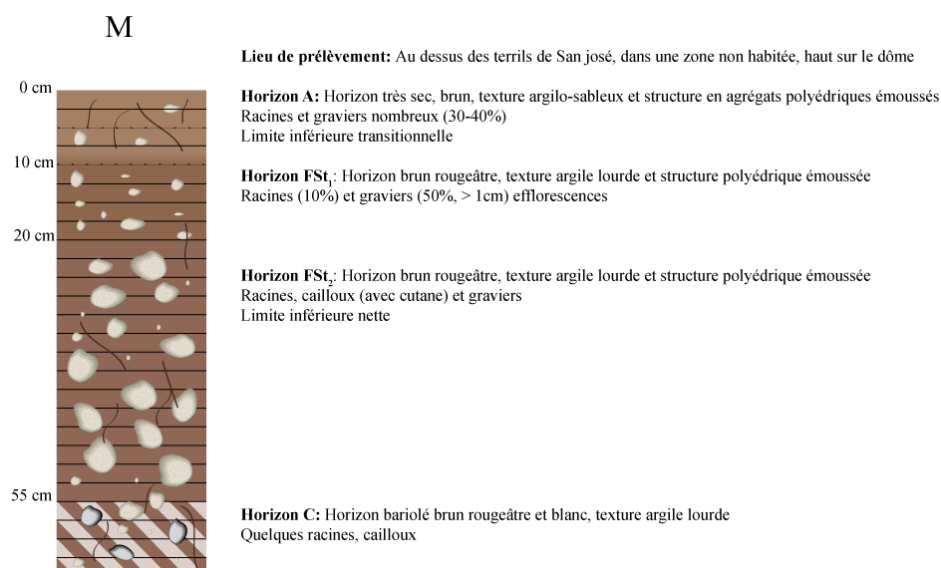 M
Lieu de prélèvement: Au dessus des terrils de San josé, dans une zone non habitée, haut sur le dôme
0 cm
Horizon A: Horizon très sec, brun, texture argilo-sableux et structure en agrégats polyédriques émoussés
Racines et graviers nombreux (30-40%)
Limite inférieure transitionnelle
10 cm
Horizon FSt1: Horizon brun rougeâtre, texture argile lourde et structure polyédrique émoussée
Racines (10%) et graviers (50%, > 1cm) efflorescences
20 cm
Horizon FSt2: Horizon brun rougeâtre, texture argile lourde et structure polyédrique émoussée
Racines, cailloux (avec cutane) et graviers
Limite inférieure nette
55 cm
Horizon C: Horizon bariolé brun rougeâtre et blanc, texture argile lourde
Quelques racines, cailloux